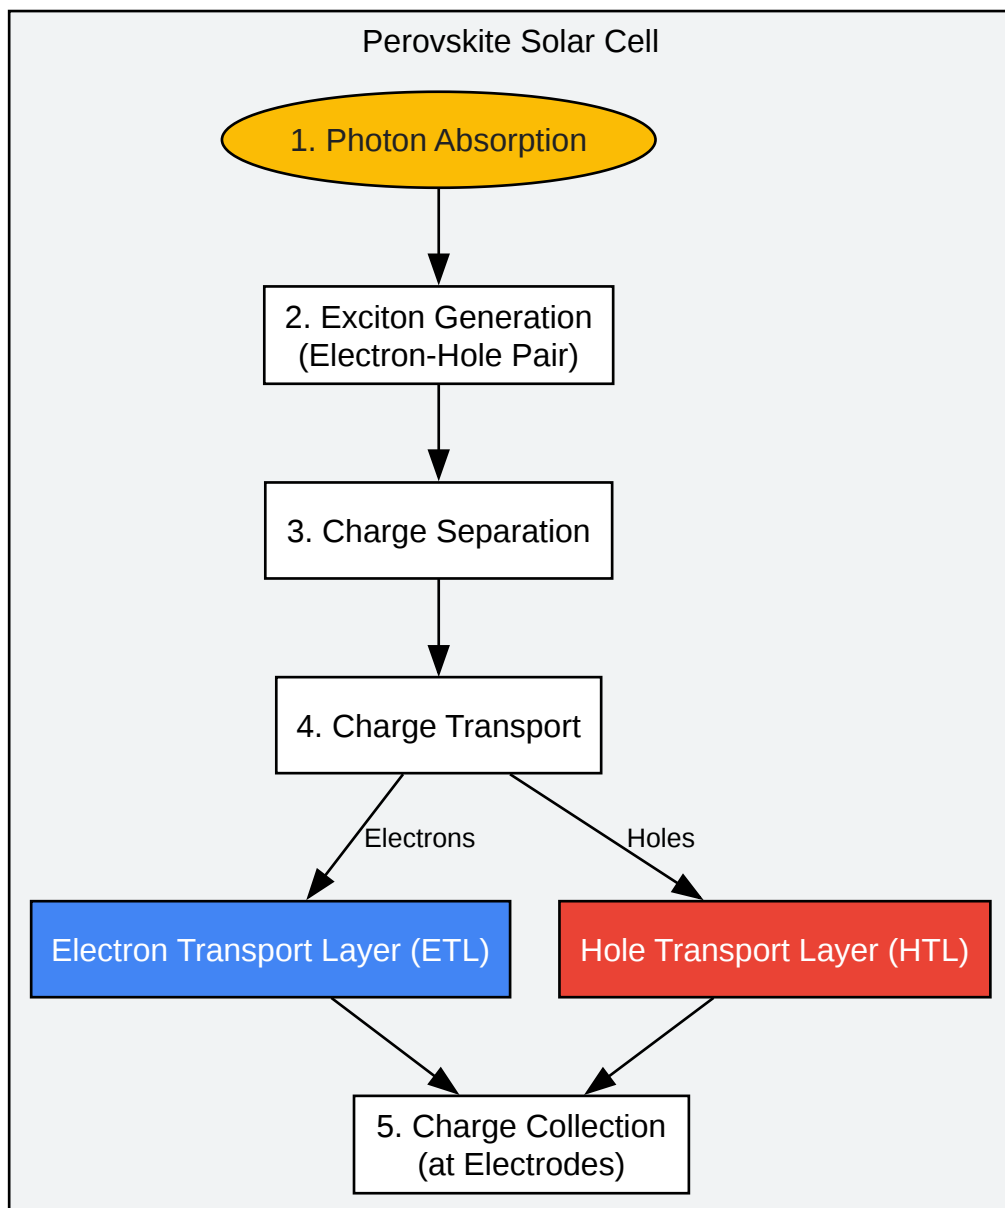 Perovskite Solar Cell
1. Photon Absorption
2. Exciton Generation
(Electron-Hole Pair)
3. Charge Separation
4. Charge Transport
Electrons
Holes
Electron Transport Layer (ETL)
Hole Transport Layer (HTL)
5. Charge Collection
(at Electrodes)